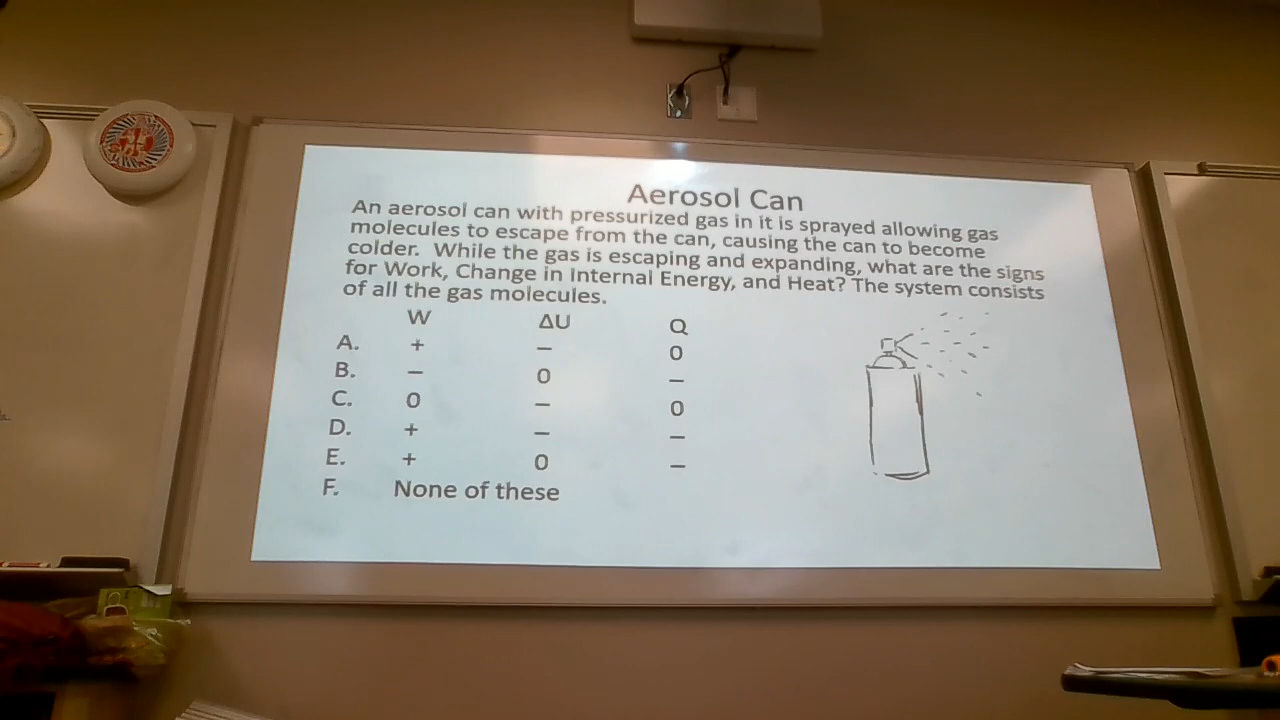 Aerosol Can
An aerosol can with pressurized gas in it is sprayed allowing gas
molecules to escape from the can, causing the can to become
colder. While the gas is escaping and expanding, what are the signs
for Work, Change in Internal Energy, and Heat? The system consists
of all the gas molecules.
W ΔU Q
A. + − 0
B. − 0 −
C. 0 − 0
D. + − −
E. + 0 −
F. None of these